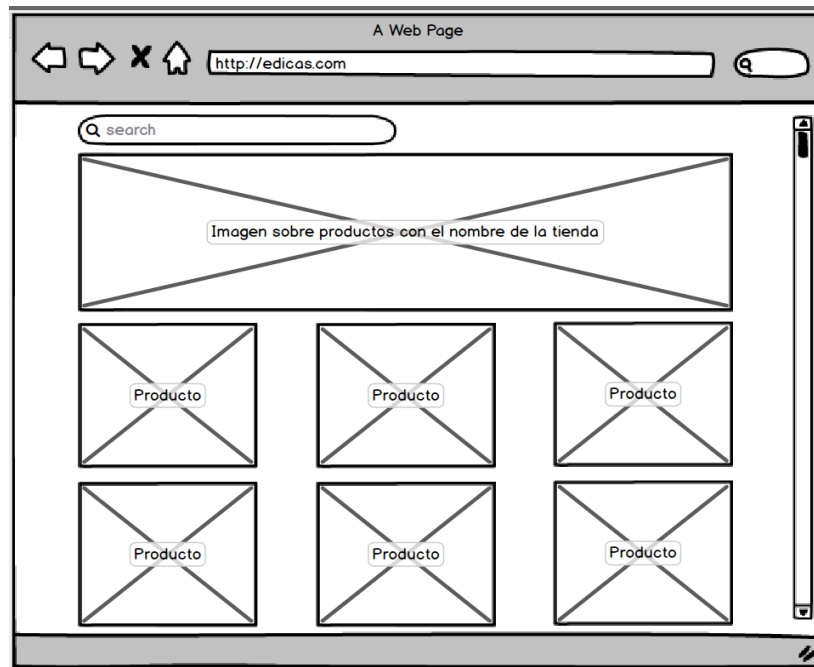 A Web Page
http://edicas.com
search
Imagen sobre productos con el nombre de la tienda
Producto
Producto
Producto
Producto
Producto
Producto